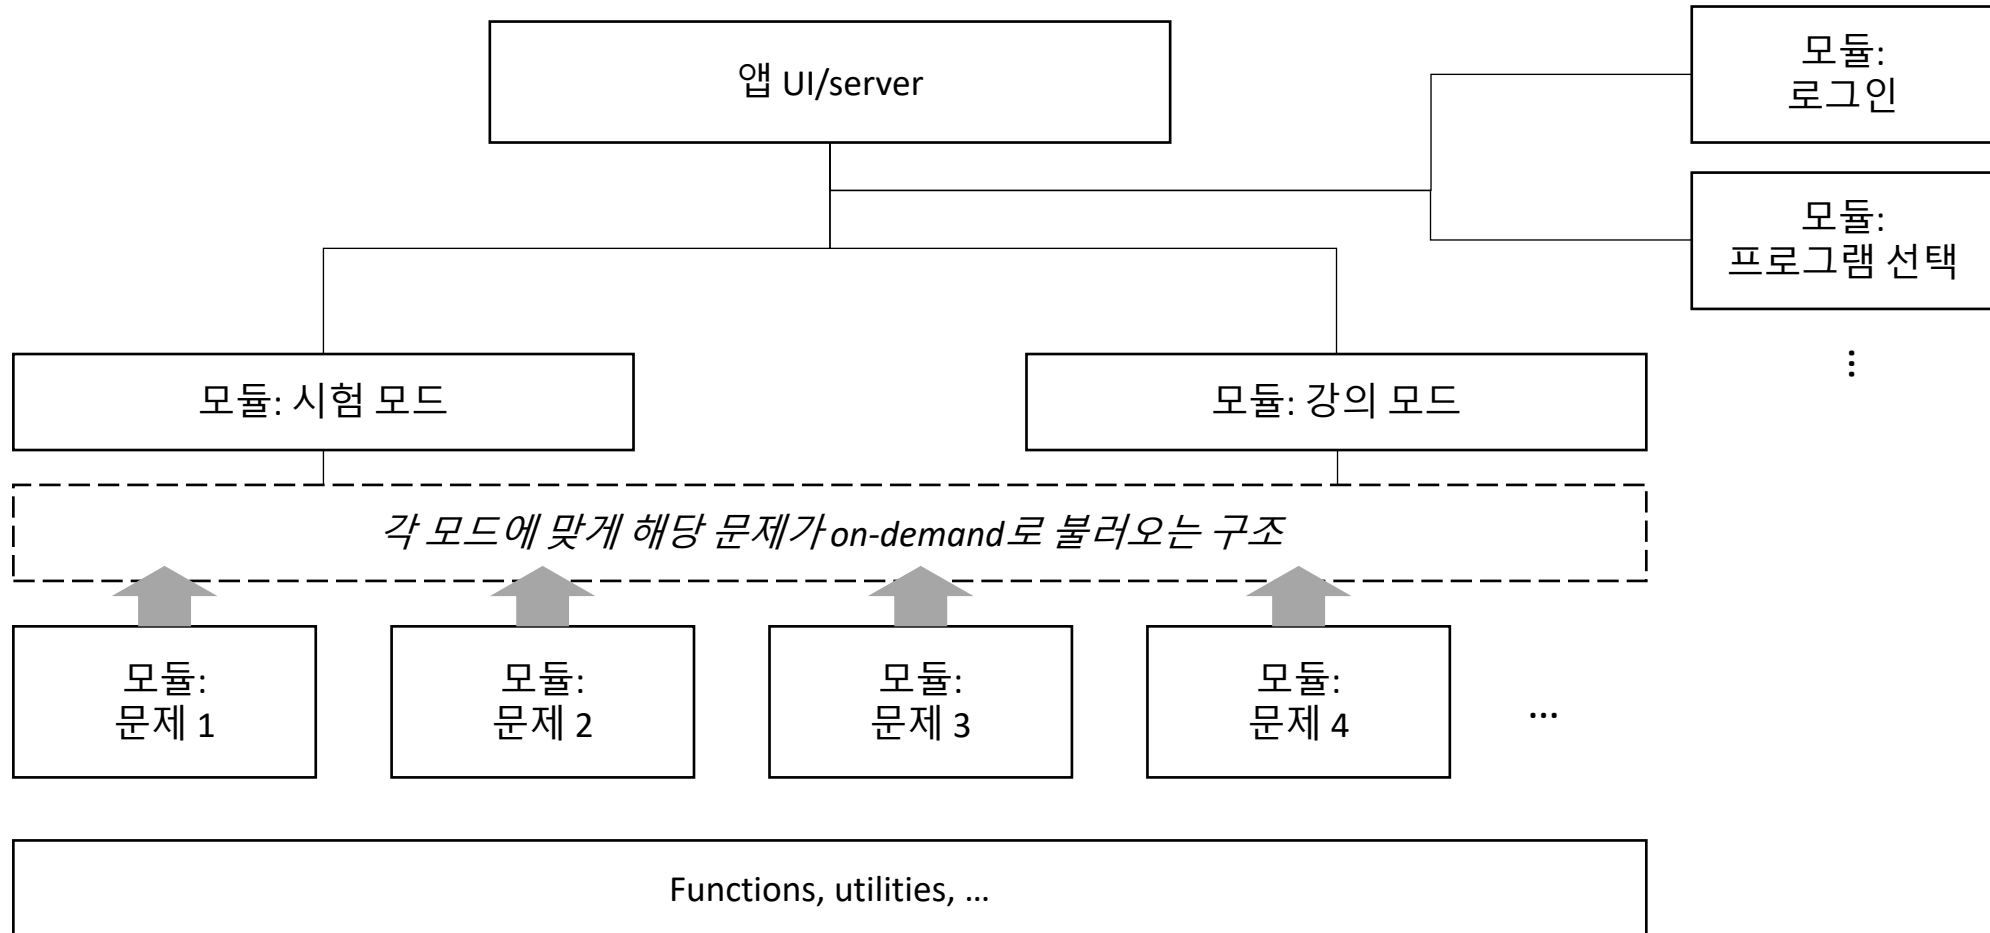 앱 UI/server
모듈:
로그인
모듈:
프로그램 선택
⋮
모듈: 시험 모드
모듈: 강의 모드
각 모드에 맞게 해당 문제가 on-demand로 불러오는 구조
모듈:
문제 1
모듈:
문제 2
모듈:
문제 3
모듈:
문제 4
...
Functions, utilities, ...